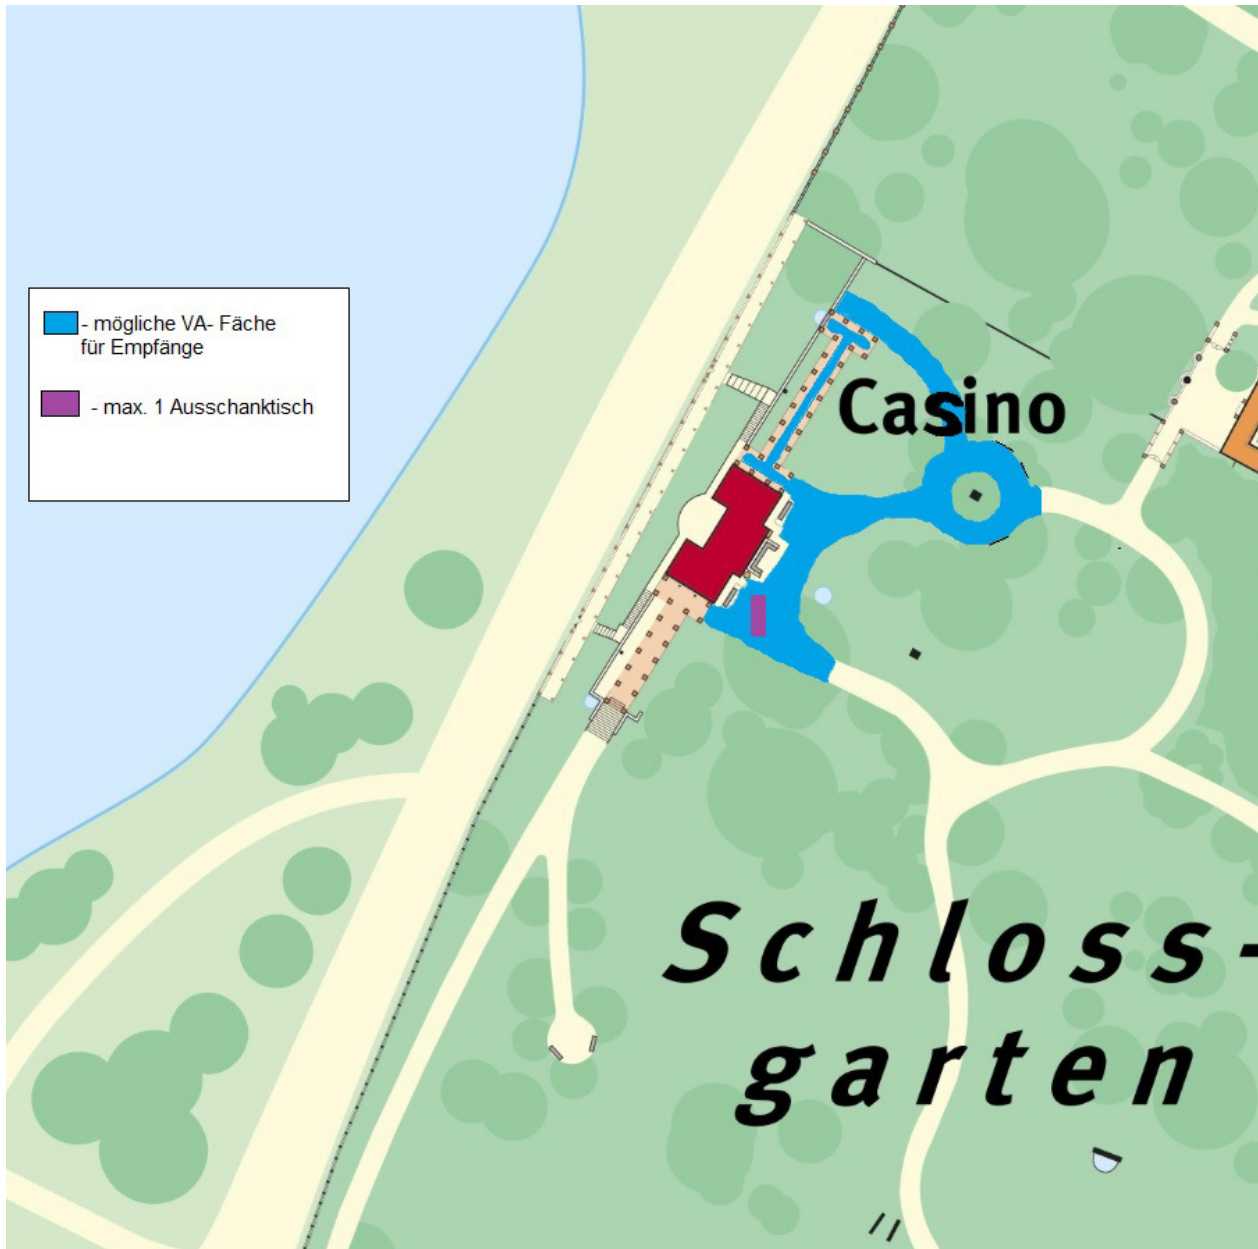 - mögliche VA- Fäche
für Empfänge
- max. 1 Ausschanktisch
Casino
Schloss-
garten